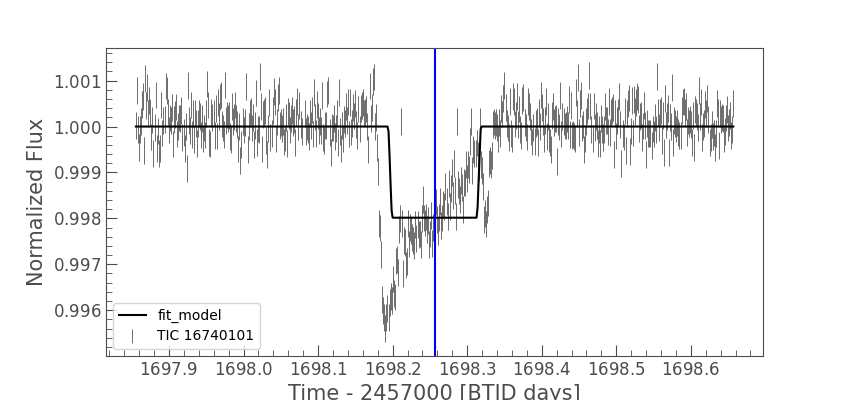 1.001
1.000
0.999
0.998
0.997
0.996
Normalized Flux
fit_model
TIC 16740101
1697.9 1698.0 1698.1 1698.2 1698.3 1698.4 1698.5 1698.6
Time - 2457000 [BTJD days]